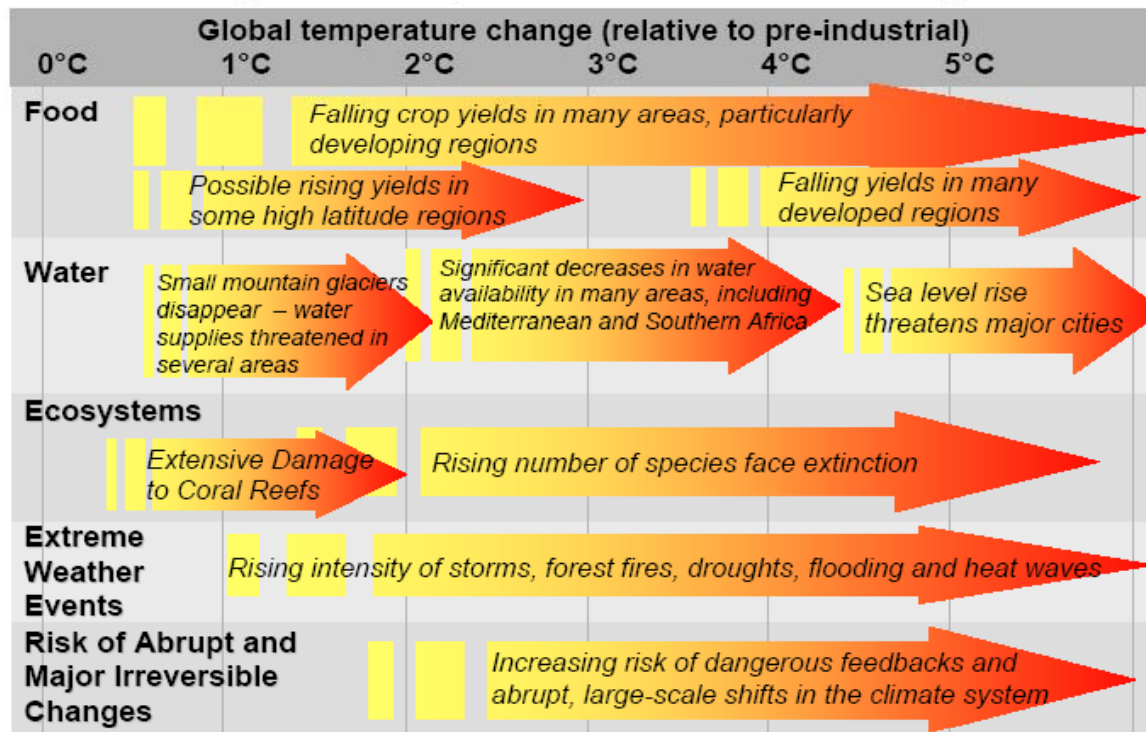 Global temperature change (relative to pre-industrial)
0°C 1°C 2°C 3°C 4°C 5°C
Food
Falling crop yields in many areas, particularly
developing regions
Possible rising yields in
some high latitude regions
Falling yields in many
developed regions
Water
Small mountain glaciers
disappear – water
supplies threatened in
several areas
Significant decreases in water
availability in many areas, including
Mediterranean and Southern Africa
Sea level rise
threatens major cities
Ecosystems
Extensive Damage
to Coral Reefs
Rising number of species face extinction
Extreme
Weather
Events
Rising intensity of storms, forest fires, droughts, flooding and heat waves
Risk of Abrupt and
Major Irreversible
Changes
Increasing risk of dangerous feedbacks and
abrupt, large-scale shifts in the climate system